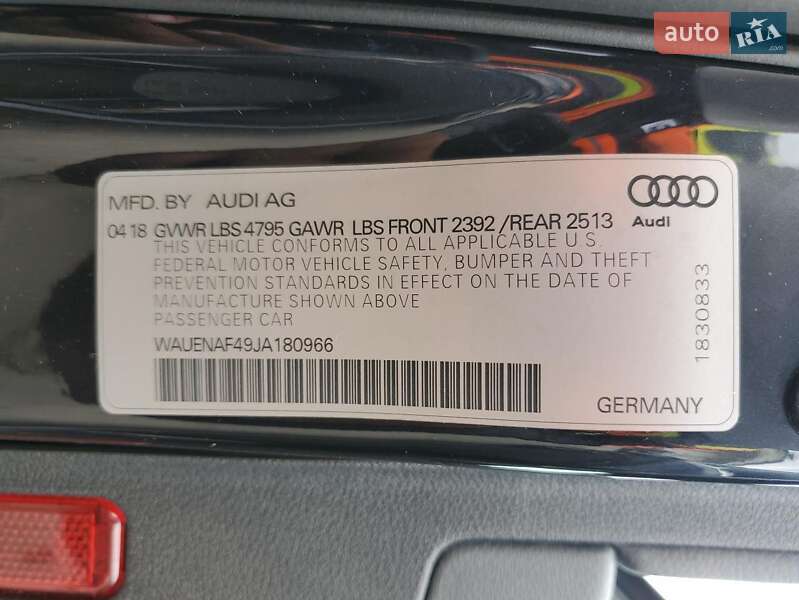 auto RIA.com
MFD. BY AUDI AG
Audi
04 18 GVWR LBS 4795 GAWR LBS FRONT 2392 /REAR 2513
THIS VEHICLE CONFORMS TO ALL APPLICABLE U.S.
FEDERAL MOTOR VEHICLE SAFETY, BUMPER AND THEFT
PREVENTION STANDARDS IN EFFECT ON THE DATE OF
MANUFACTURE SHOWN ABOVE
PASSENGER CAR
WAUENAF49JA180966
1830833
GERMANY